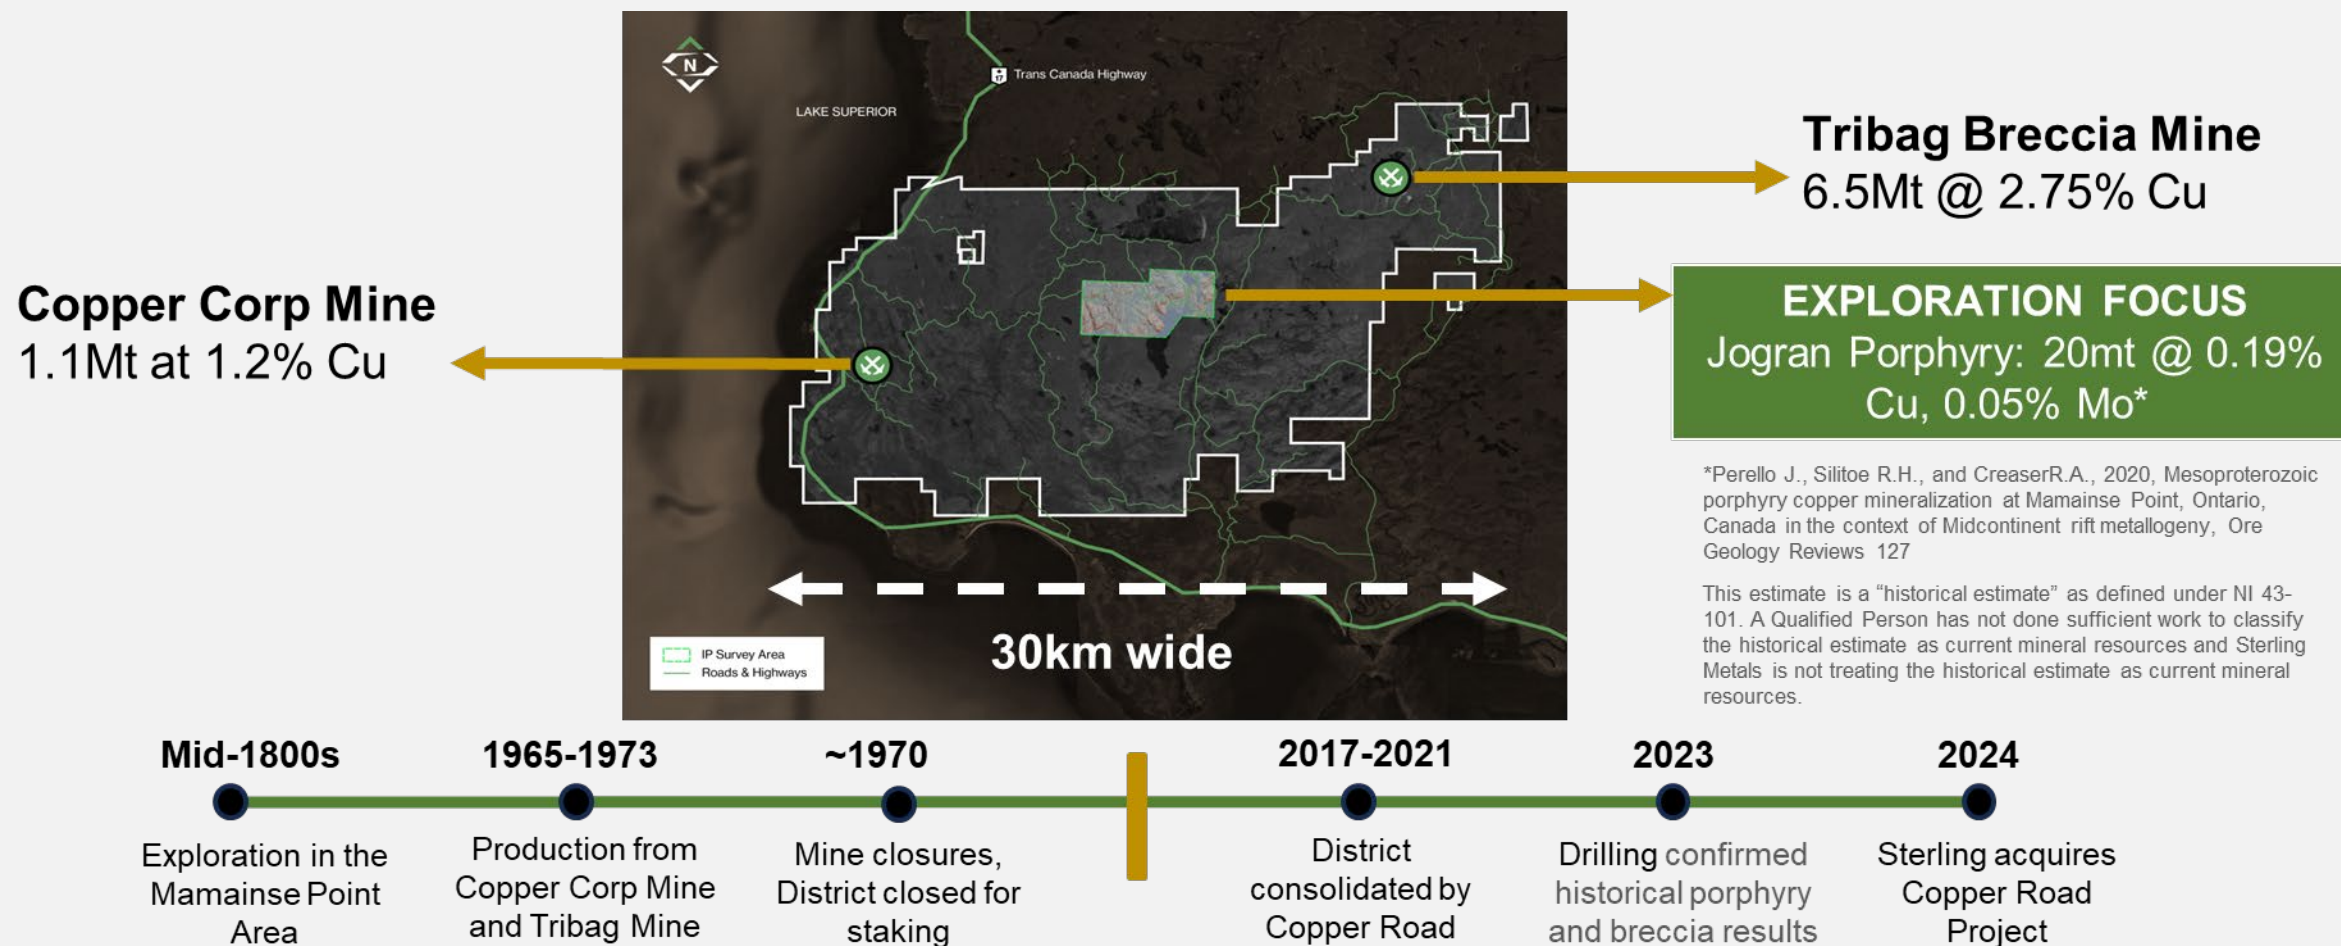 N
17
Trans Canada Highway
LAKE SUPERIOR
Tribag Breccia Mine
6.5Mt @ 2.75% Cu
Copper Corp Mine
1.1Mt at 1.2% Cu
EXPLORATION FOCUS
Jogran Porphyry: 20mt @ 0.19%
Cu, 0.05% Mo*
*Perello J., Silitoe R.H., and CreaserR.A., 2020, Mesoproterozoic
porphyry copper mineralization at Mamainse Point, Ontario,
Canada in the context of Midcontinent rift metallogeny, Ore
Geology Reviews 127
This estimate is a “historical estimate” as defined under NI 43-
101. A Qualified Person has not done sufficient work to classify
the historical estimate as current mineral resources and Sterling
Metals is not treating the historical estimate as current mineral
resources.
30km wide
IP Survey Area
Roads & Highways
Mid-1800s
Exploration in the
Mamainse Point
Area
1965-1973
Production from
Copper Corp Mine
and Tribag Mine
~1970
Mine closures,
District closed for
staking
2017-2021
District
consolidated by
Copper Road
2023
Drilling confirmed
historical porphyry
and breccia results
2024
Sterling acquires
Copper Road
Project